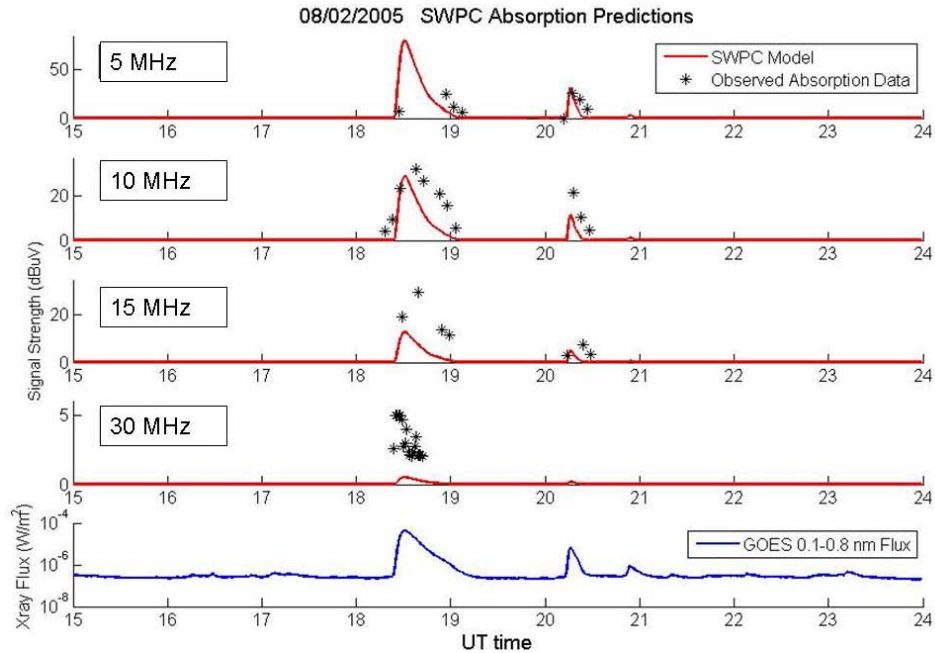 08/02/2005 SWPC Absorption Predictions
5 MHz
SWPC Model
Observed Absorption Data
50
0
15 16 17 18 19 20 21 22 23 24
10 MHz
20
0
15 16 17 18 19 20 21 22 23 24
Signal Strength (dBuV)
15 MHz
20
0
15 16 17 18 19 20 21 22 23 24
30 MHz
5
0
15 16 17 18 19 20 21 22 23 24
Xray Flux (W/m²)
10⁻⁴
10⁻⁶
10⁻⁸
GOES 0.1-0.8 nm Flux
15 16 17 18 19 20 21 22 23 24
UT time